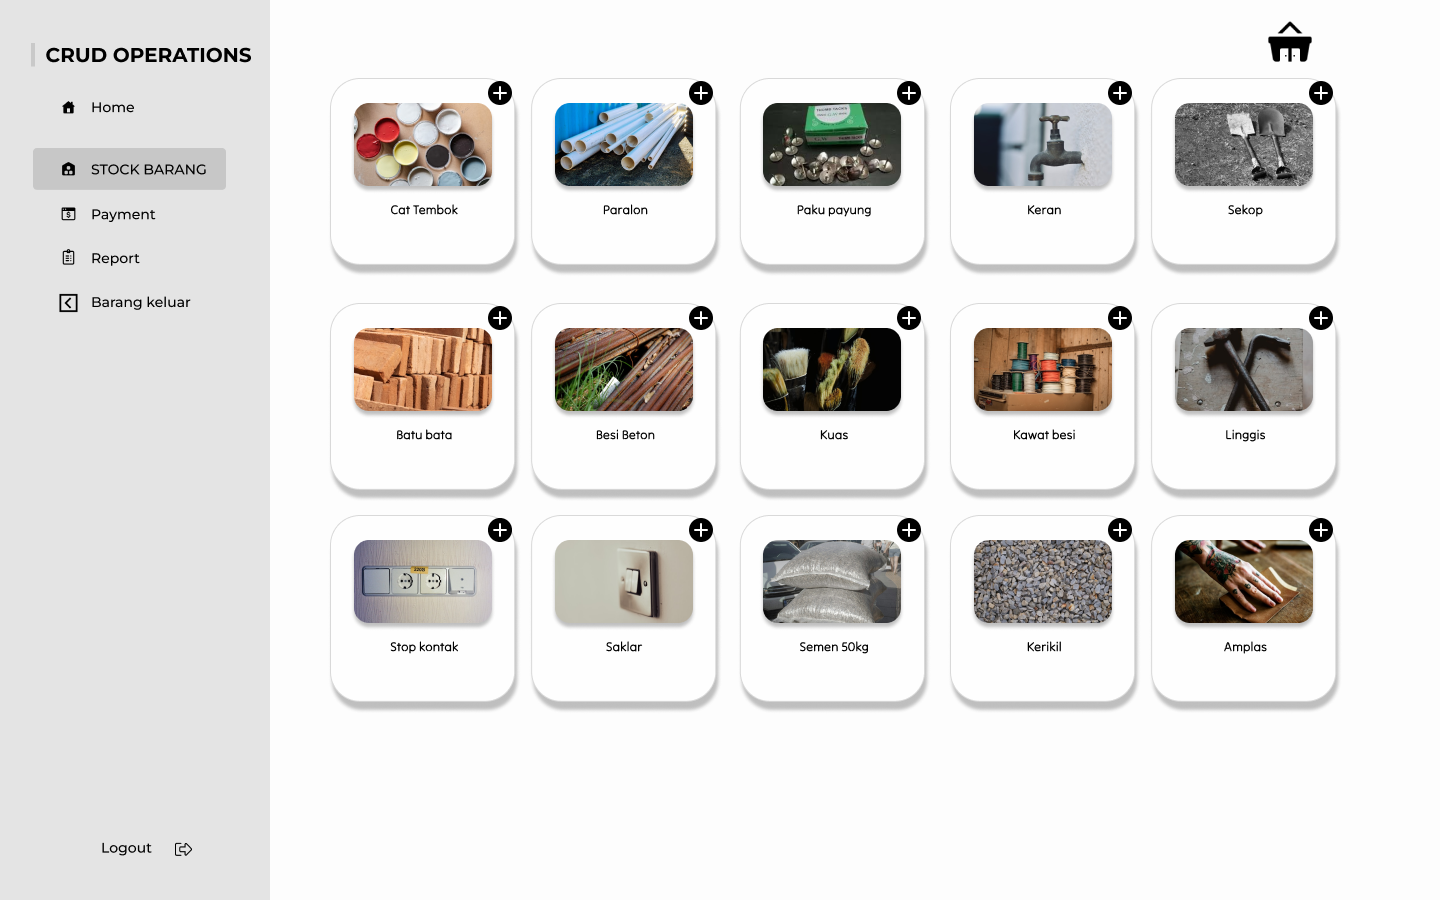 CRUD OPERATIONS
Home
STOCK BARANG
Payment
Report
Barang keluar
Logout
Cat Tembok
Paralon
Paku payung
Keran
Sekop
Batu bata
Besi Beton
Kuas
Kawat besi
Linggis
Stop kontak
Saklar
Semen 50kg
Kerikil
Amplas